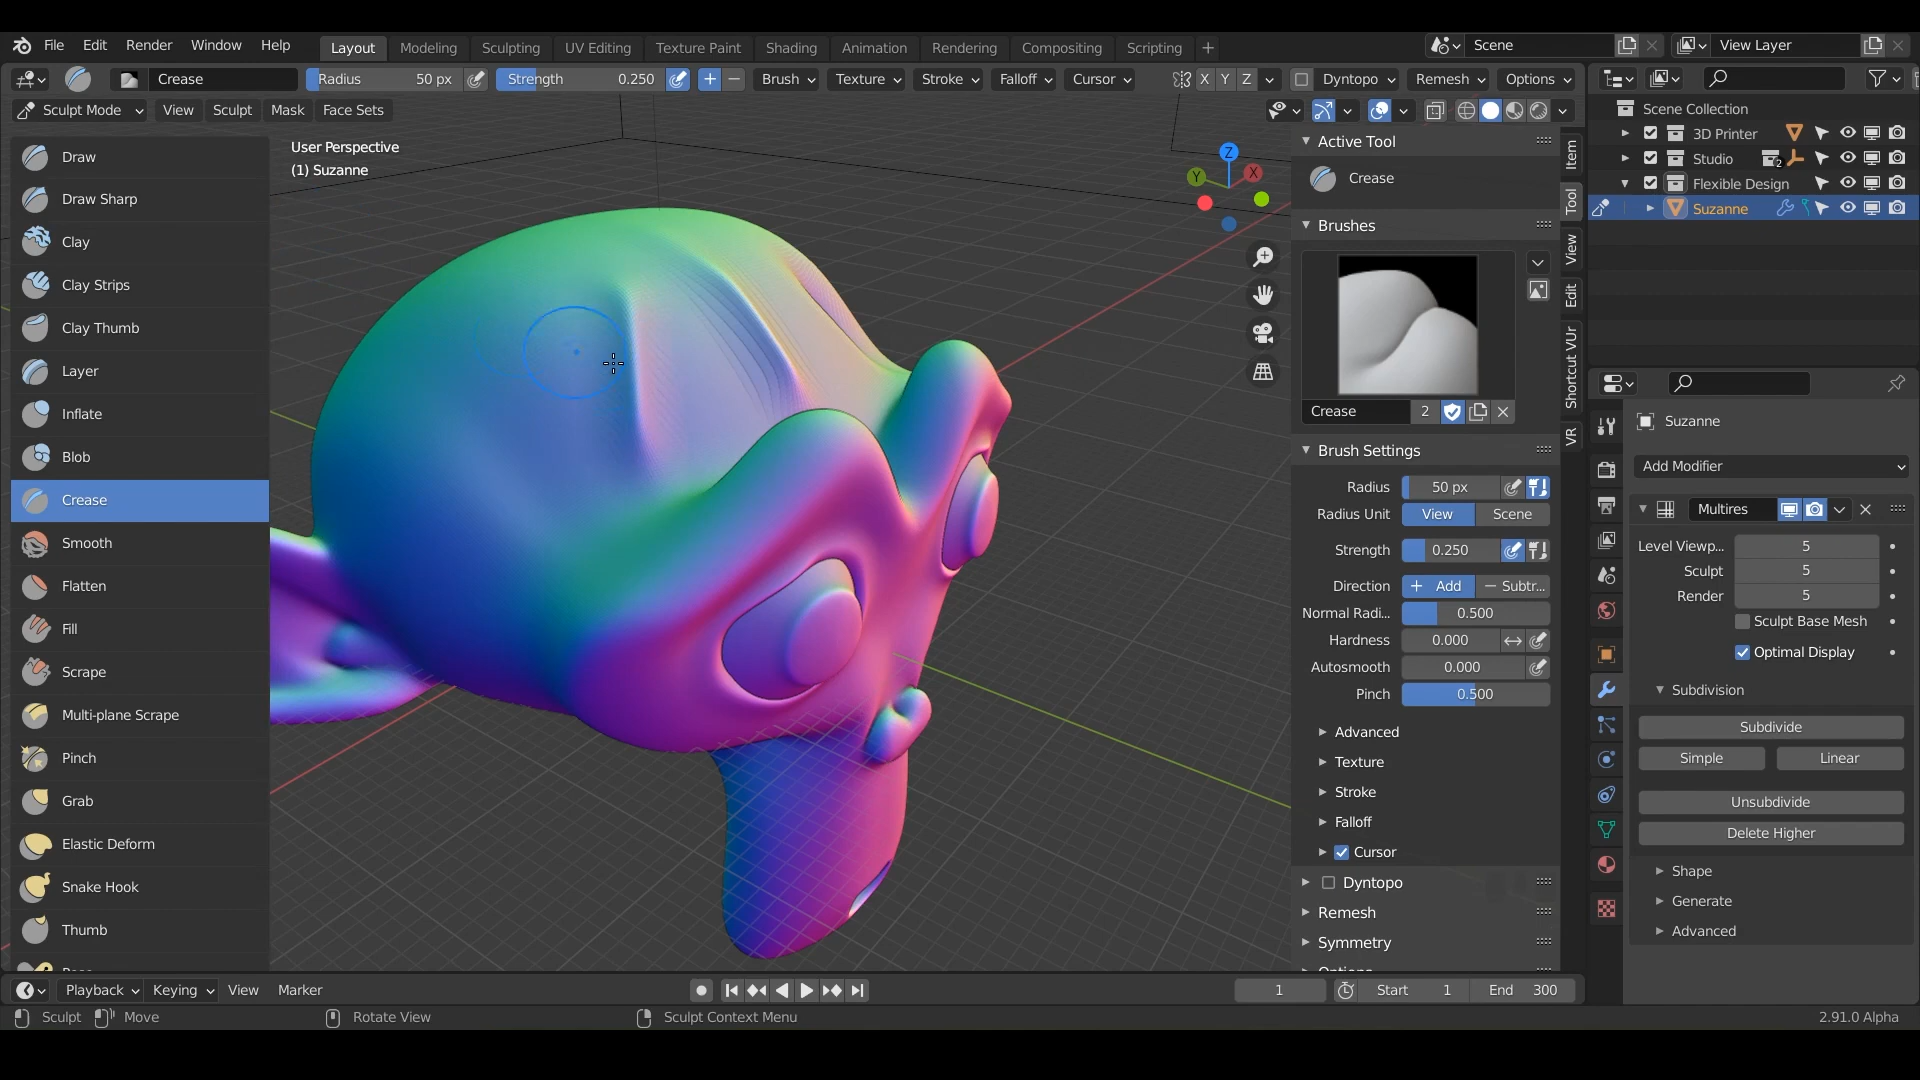 File Edit Render Window Help Layout Modeling Sculpting UV Editing Texture Paint Shading Animation Rendering Compositing Scripting + Scene View Layer
Crease Radius 50 px Strength 0.250 + − Brush Texture Stroke Falloff Cursor X Y Z Dyntopo Remesh Options
Sculpt Mode View Sculpt Mask Face Sets
User Perspective
(1) Suzanne
Draw
Draw Sharp
Clay
Clay Strips
Clay Thumb
Layer
Inflate
Blob
Crease
Smooth
Flatten
Fill
Scrape
Multi-plane Scrape
Pinch
Grab
Elastic Deform
Snake Hook
Thumb
Z
Y
X
Active Tool
Crease
Brushes
Crease 2
Brush Settings
Radius 50 px
Radius Unit View Scene
Strength 0.250
Direction + Add − Subtr...
Normal Radi... 0.500
Hardness 0.000
Autosmooth 0.000
Pinch 0.500
Advanced
Texture
Stroke
Falloff
Cursor
Dyntopo
Remesh
Symmetry
Item
Tool
View
Edit
Shortcut VUr
VR
Scene Collection
3D Printer
Studio 2
Flexible Design
Suzanne
Suzanne
Add Modifier
Multires
Level Viewp... 5
Sculpt 5
Render 5
Sculpt Base Mesh
Optimal Display
Subdivision
Subdivide
Simple Linear
Unsubdivide
Delete Higher
Shape
Generate
Advanced
Playback Keying View Marker 1 Start 1 End 300
Sculpt Move Rotate View Sculpt Context Menu 2.91.0 Alpha